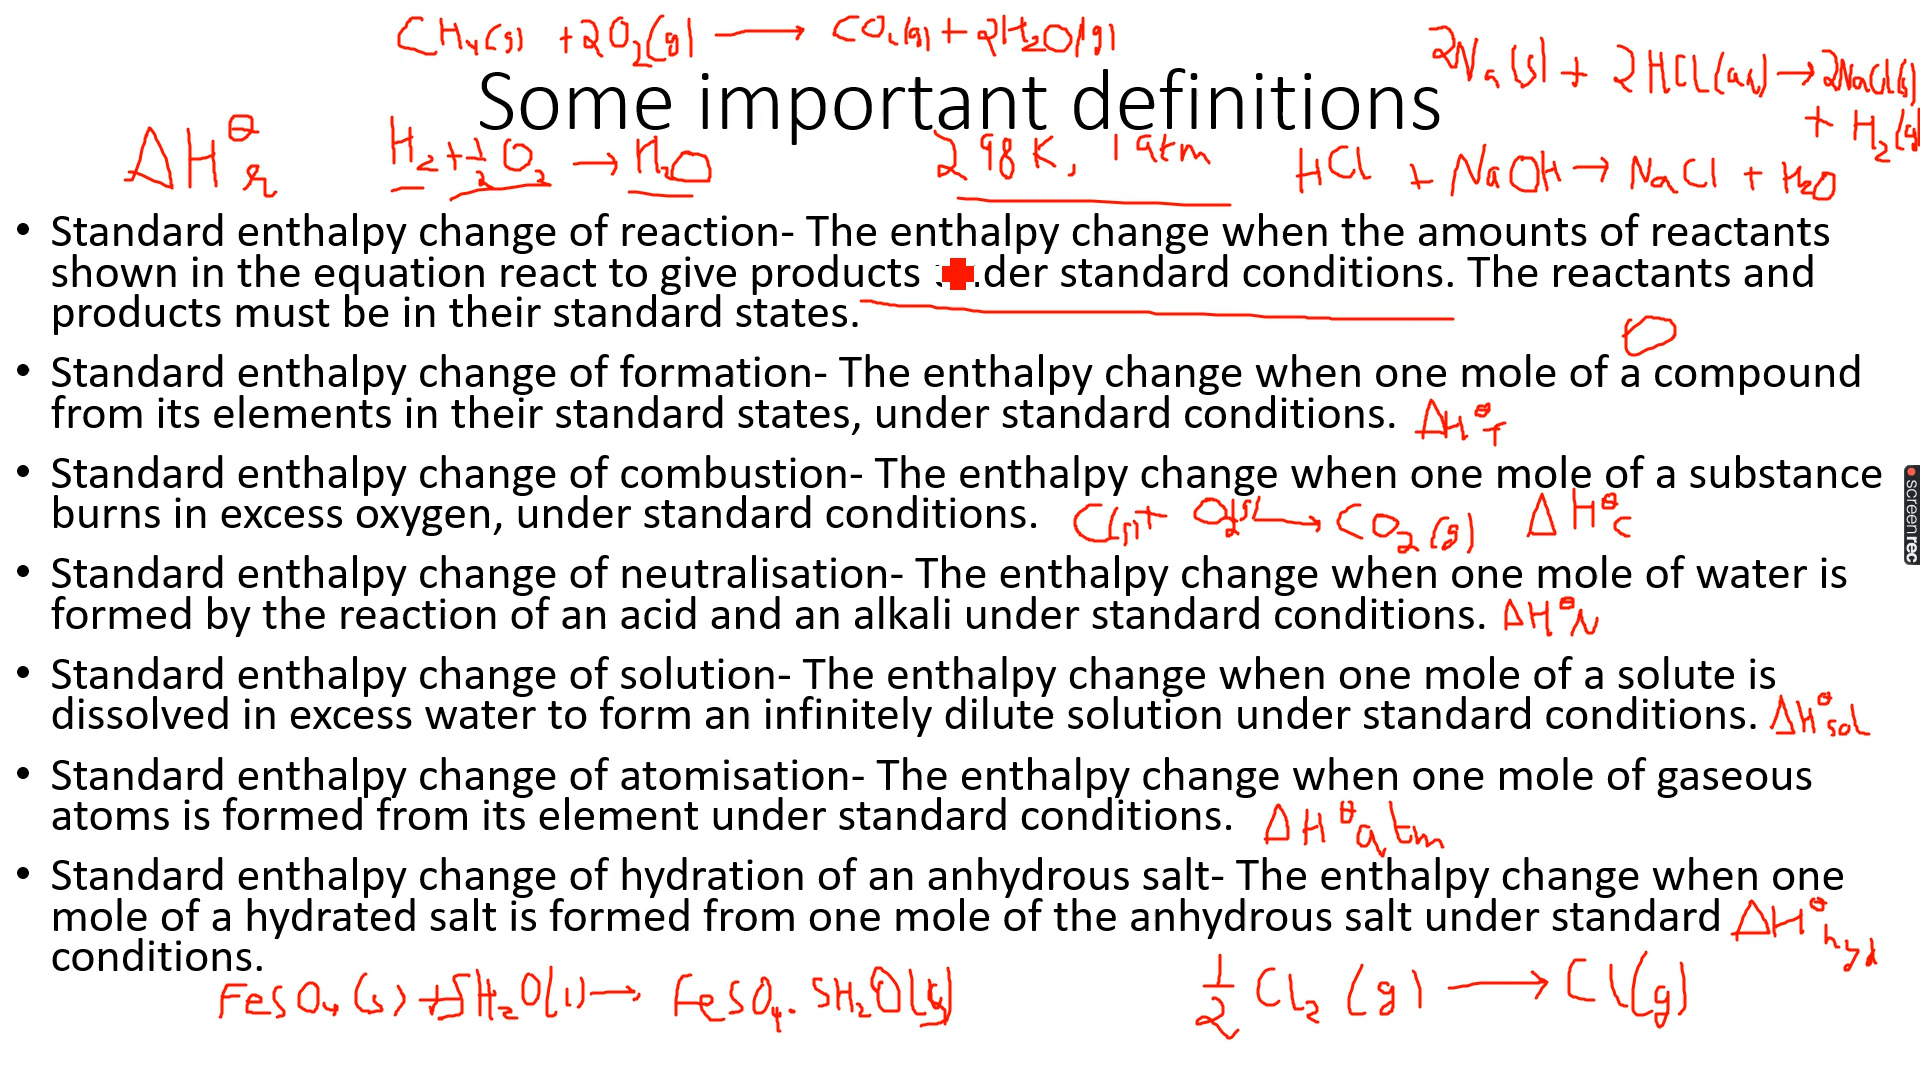 CH4(g) + 2O2(g) → CO2(g) + 2H2O(g)
2Na(s) + 2HCl(aq) → 2NaCl(s)
+ H2(g)
Some important definitions
ΔH⊖r
H2 + 1/2 O2 → H2O
298K, 1 atm
HCl + NaOH → NaCl + H2O
• Standard enthalpy change of reaction- The enthalpy change when the amounts of reactants
shown in the equation react to give products der standard conditions. The reactants and
products must be in their standard states.
• Standard enthalpy change of formation- The enthalpy change when one mole of a compound
from its elements in their standard states, under standard conditions. ΔH⊖f
• Standard enthalpy change of combustion- The enthalpy change when one mole of a substance
burns in excess oxygen, under standard conditions. C(s) + O2 → CO2(g) ΔH⊖c
• Standard enthalpy change of neutralisation- The enthalpy change when one mole of water is
formed by the reaction of an acid and an alkali under standard conditions. ΔH⊖N
• Standard enthalpy change of solution- The enthalpy change when one mole of a solute is
dissolved in excess water to form an infinitely dilute solution under standard conditions. ΔH⊖sol
• Standard enthalpy change of atomisation- The enthalpy change when one mole of gaseous
atoms is formed from its element under standard conditions. ΔH⊖atm
• Standard enthalpy change of hydration of an anhydrous salt- The enthalpy change when one
mole of a hydrated salt is formed from one mole of the anhydrous salt under standard ΔH⊖hyd
conditions.
FeSO4(s) + 5H2O(l) → FeSO4.5H2O
1/2 Cl2(g) → Cl(g)
screenrec